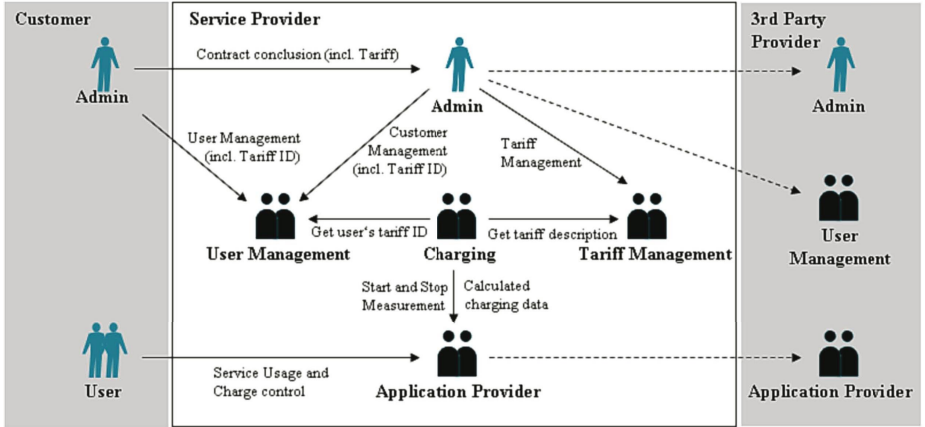 Customer
Service Provider
3rd Party
Provider
Contract conclusion (incl. Tariff)
Admin
Admin
Admin
User Management
(incl. Tariff ID)
Customer
Management
(incl. Tariff ID)
Tariff
Management
Get user's tariff ID
Get tariff description
User Management
Charging
Tariff Management
User
Management
Start and Stop
Measurement
Calculated
charging data
Service Usage and
Charge control
User
Application Provider
Application Provider